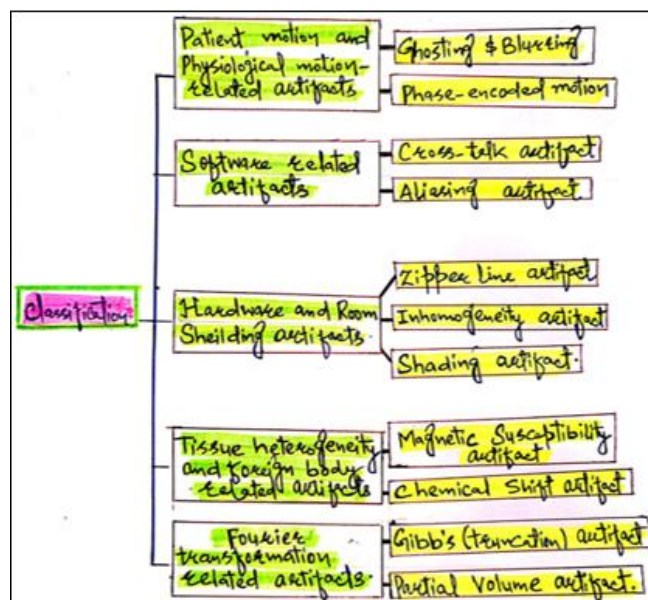 Patient motion and
Physiological motion-
related artifacts
Ghosting & Blurring
Phase-encoded motion
Software related
artifacts
Cross-talk artifact
Aliasing artifact.
Classification.
Hardware and Room
Sheilding artifacts.
Zipper line artifact
Inhomogeneity artifact
Shading artifact.
Tissue heterogeneity
and foreign body
related artifacts
Magnetic Susceptibility
artifact
Chemical Shift artifact
Fourier
transformation
related artifacts.
Gibb's (truncation) artifact
Partial Volume artifact.